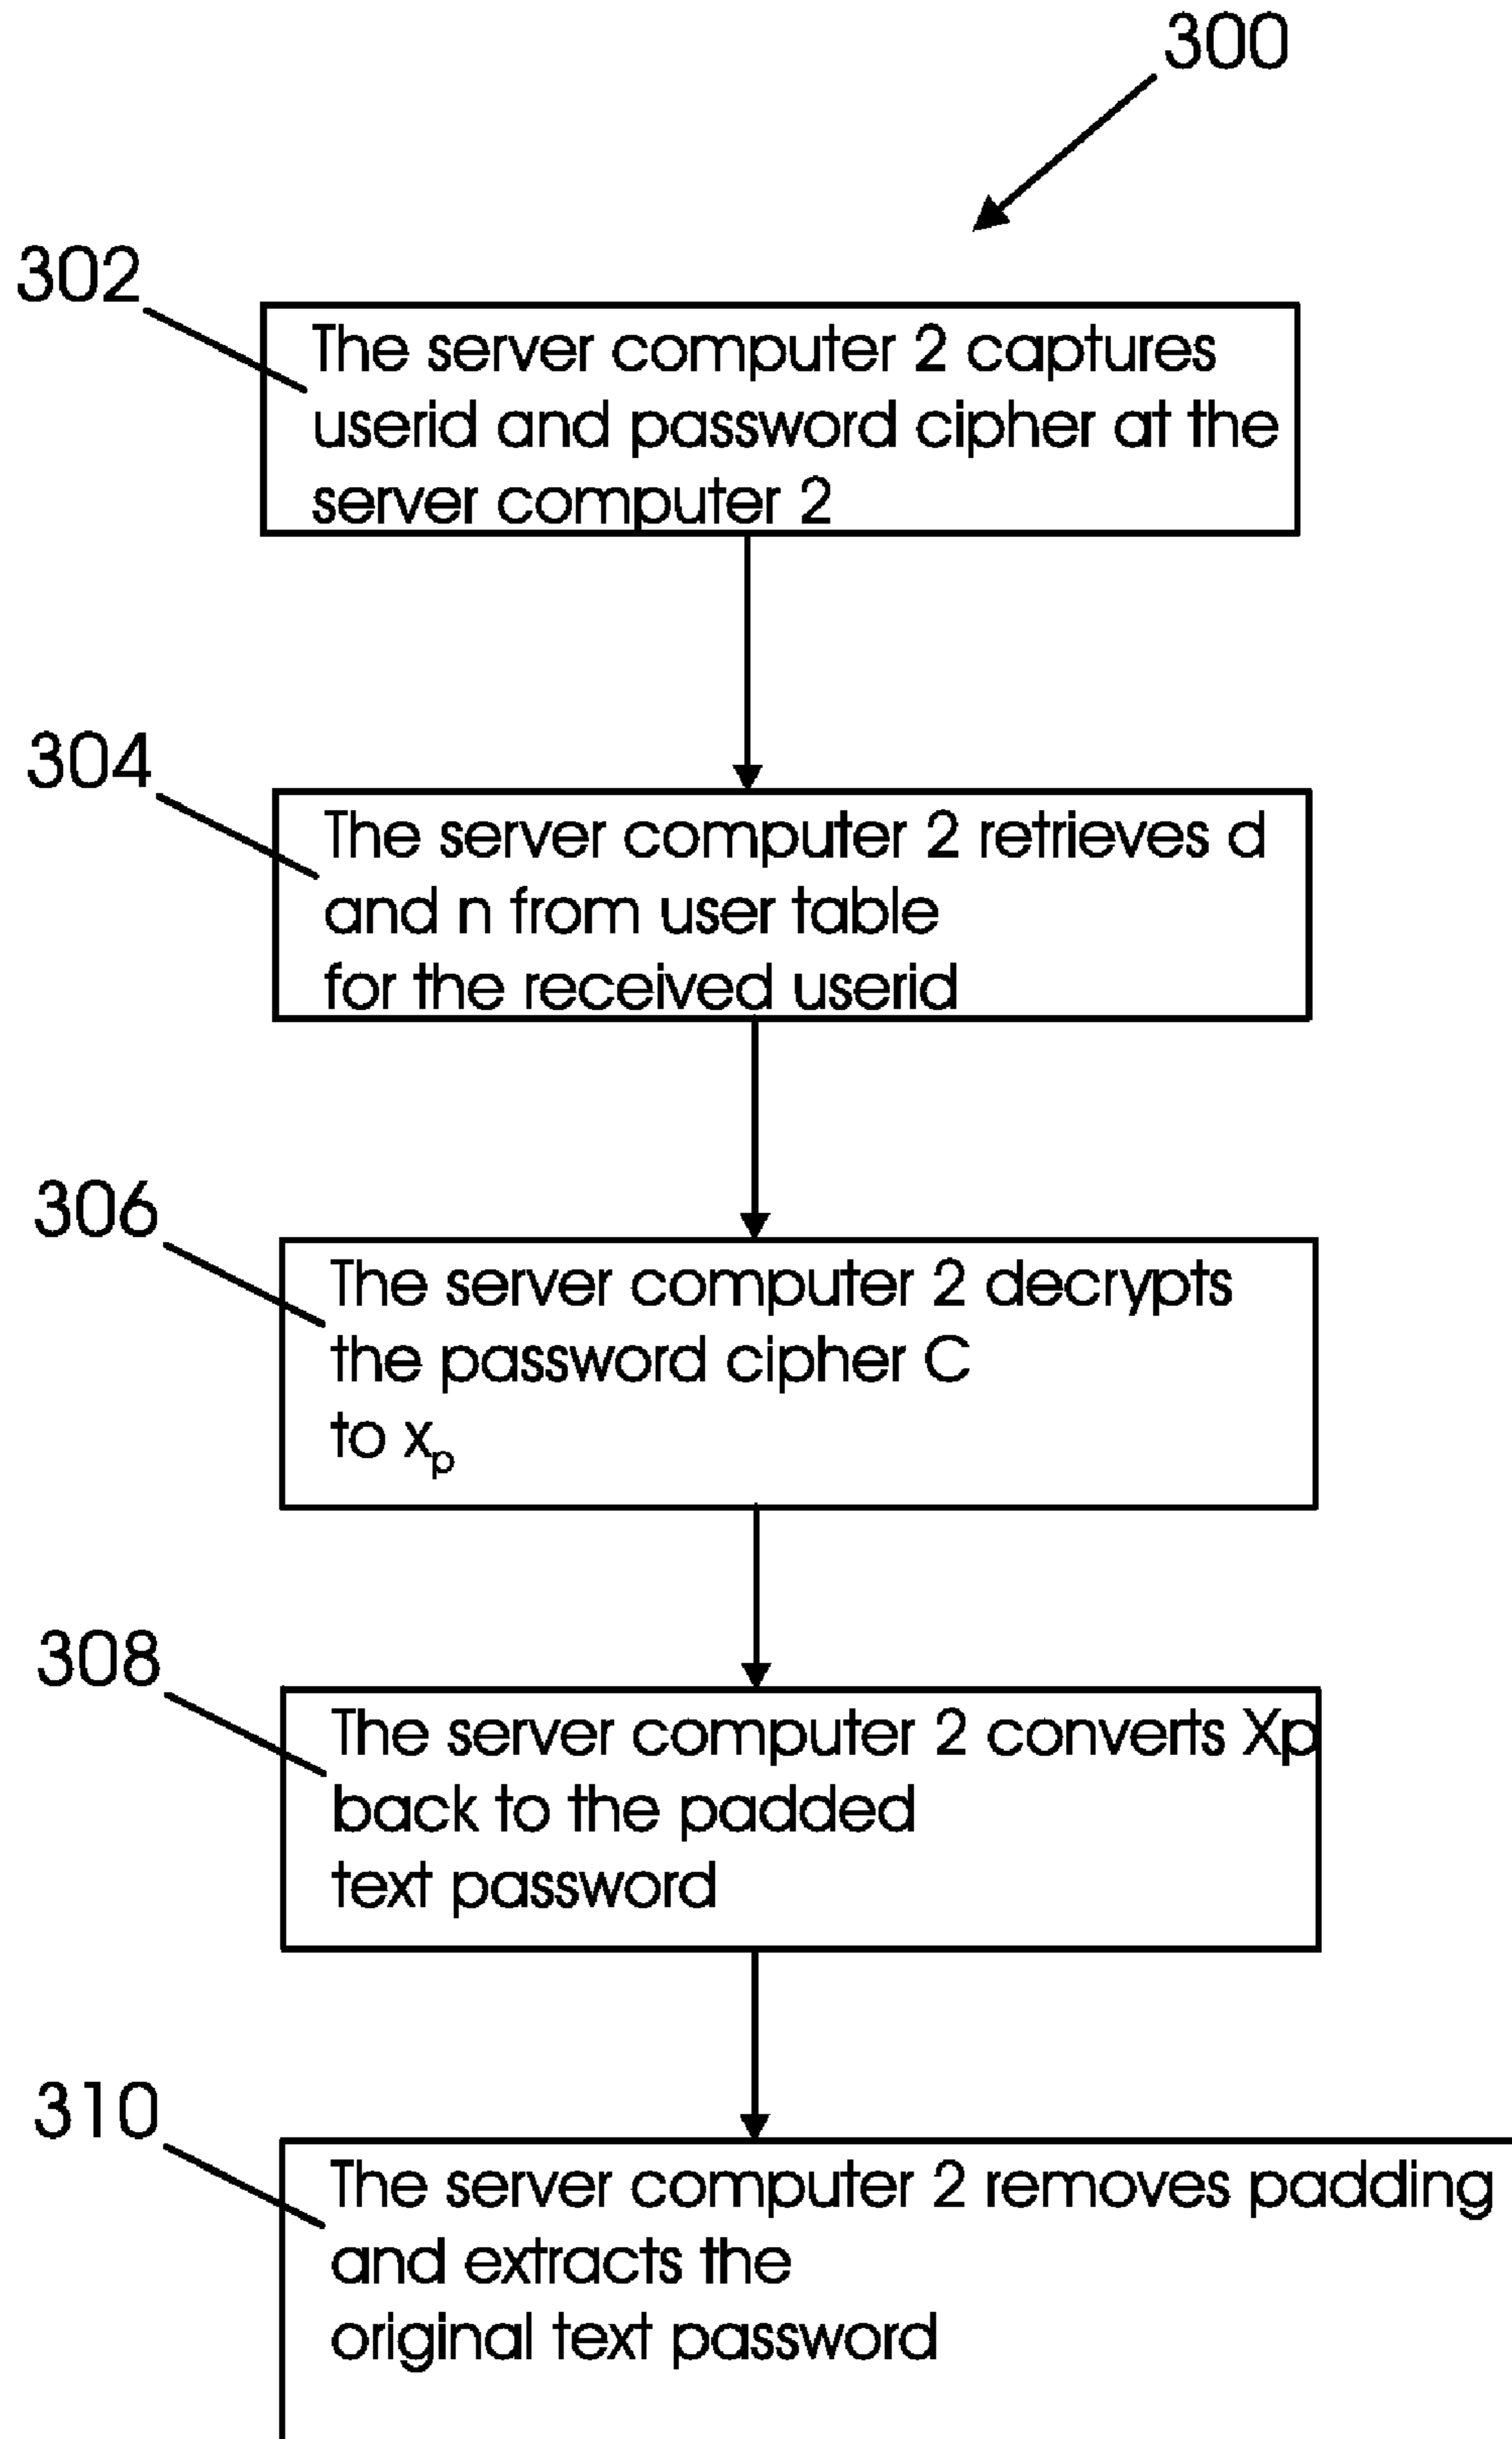 300
302
The server computer 2 captures
userid and password cipher at the
server computer 2
304
The server computer 2 retrieves d
and n from user table
for the received userid
306
The server computer 2 decrypts
the password cipher C
to xp
308
The server computer 2 converts Xp
back to the padded
text password
310
The server computer 2 removes padding
and extracts the
original text password